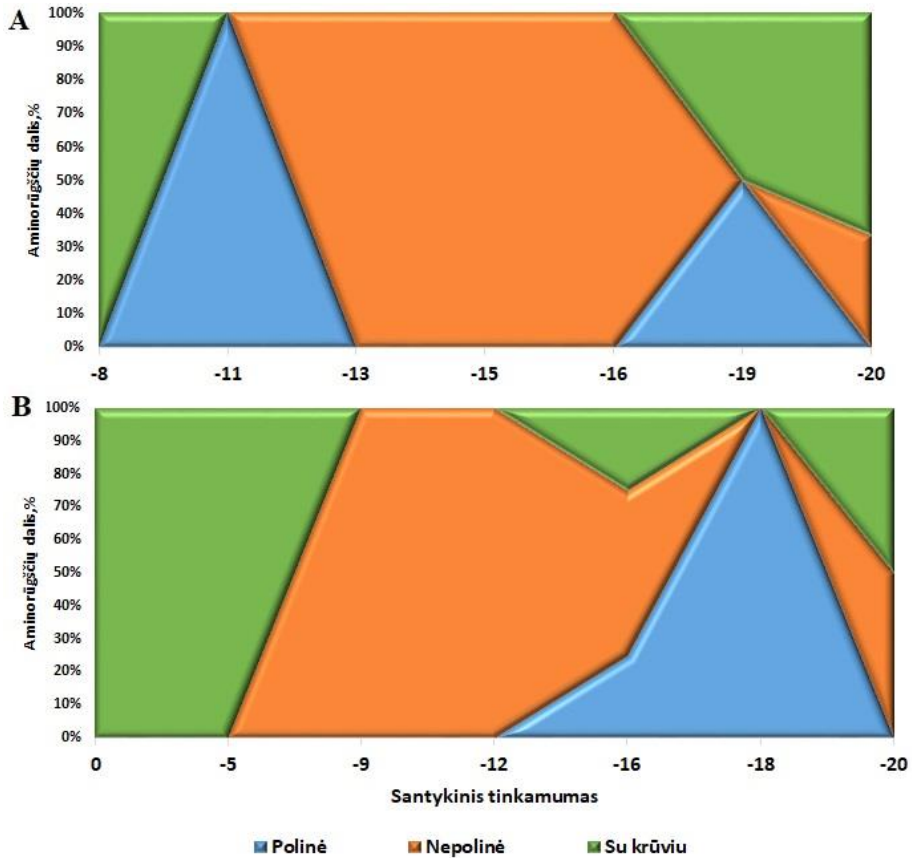 A
100%
90%
80%
70%
60%
50%
40%
30%
20%
10%
0%
Aminorūgščių dalis,%
-8 -11 -13 -15 -16 -19 -20
B
100%
90%
80%
70%
60%
50%
40%
30%
20%
10%
0%
Aminorūgščių dalis,%
0 -5 -9 -12 -16 -18 -20
Santykinis tinkamumas
Polinė Nepolinė Su krūviu